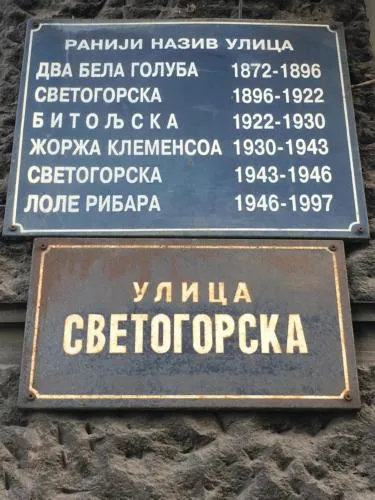 РАНИЈИ НАЗИВ УЛИЦА
ДВА БЕЛА ГОЛУБА 1872-1896
СВЕТОГОРСКА 1896-1922
БИТОЉСКА 1922-1930
ЖОРЖА КЛЕМЕНСОА 1930-1943
СВЕТОГОРСКА 1943-1946
ЛОЛЕ РИБАРА 1946-1997
УЛИЦА
СВЕТОГОРСКА